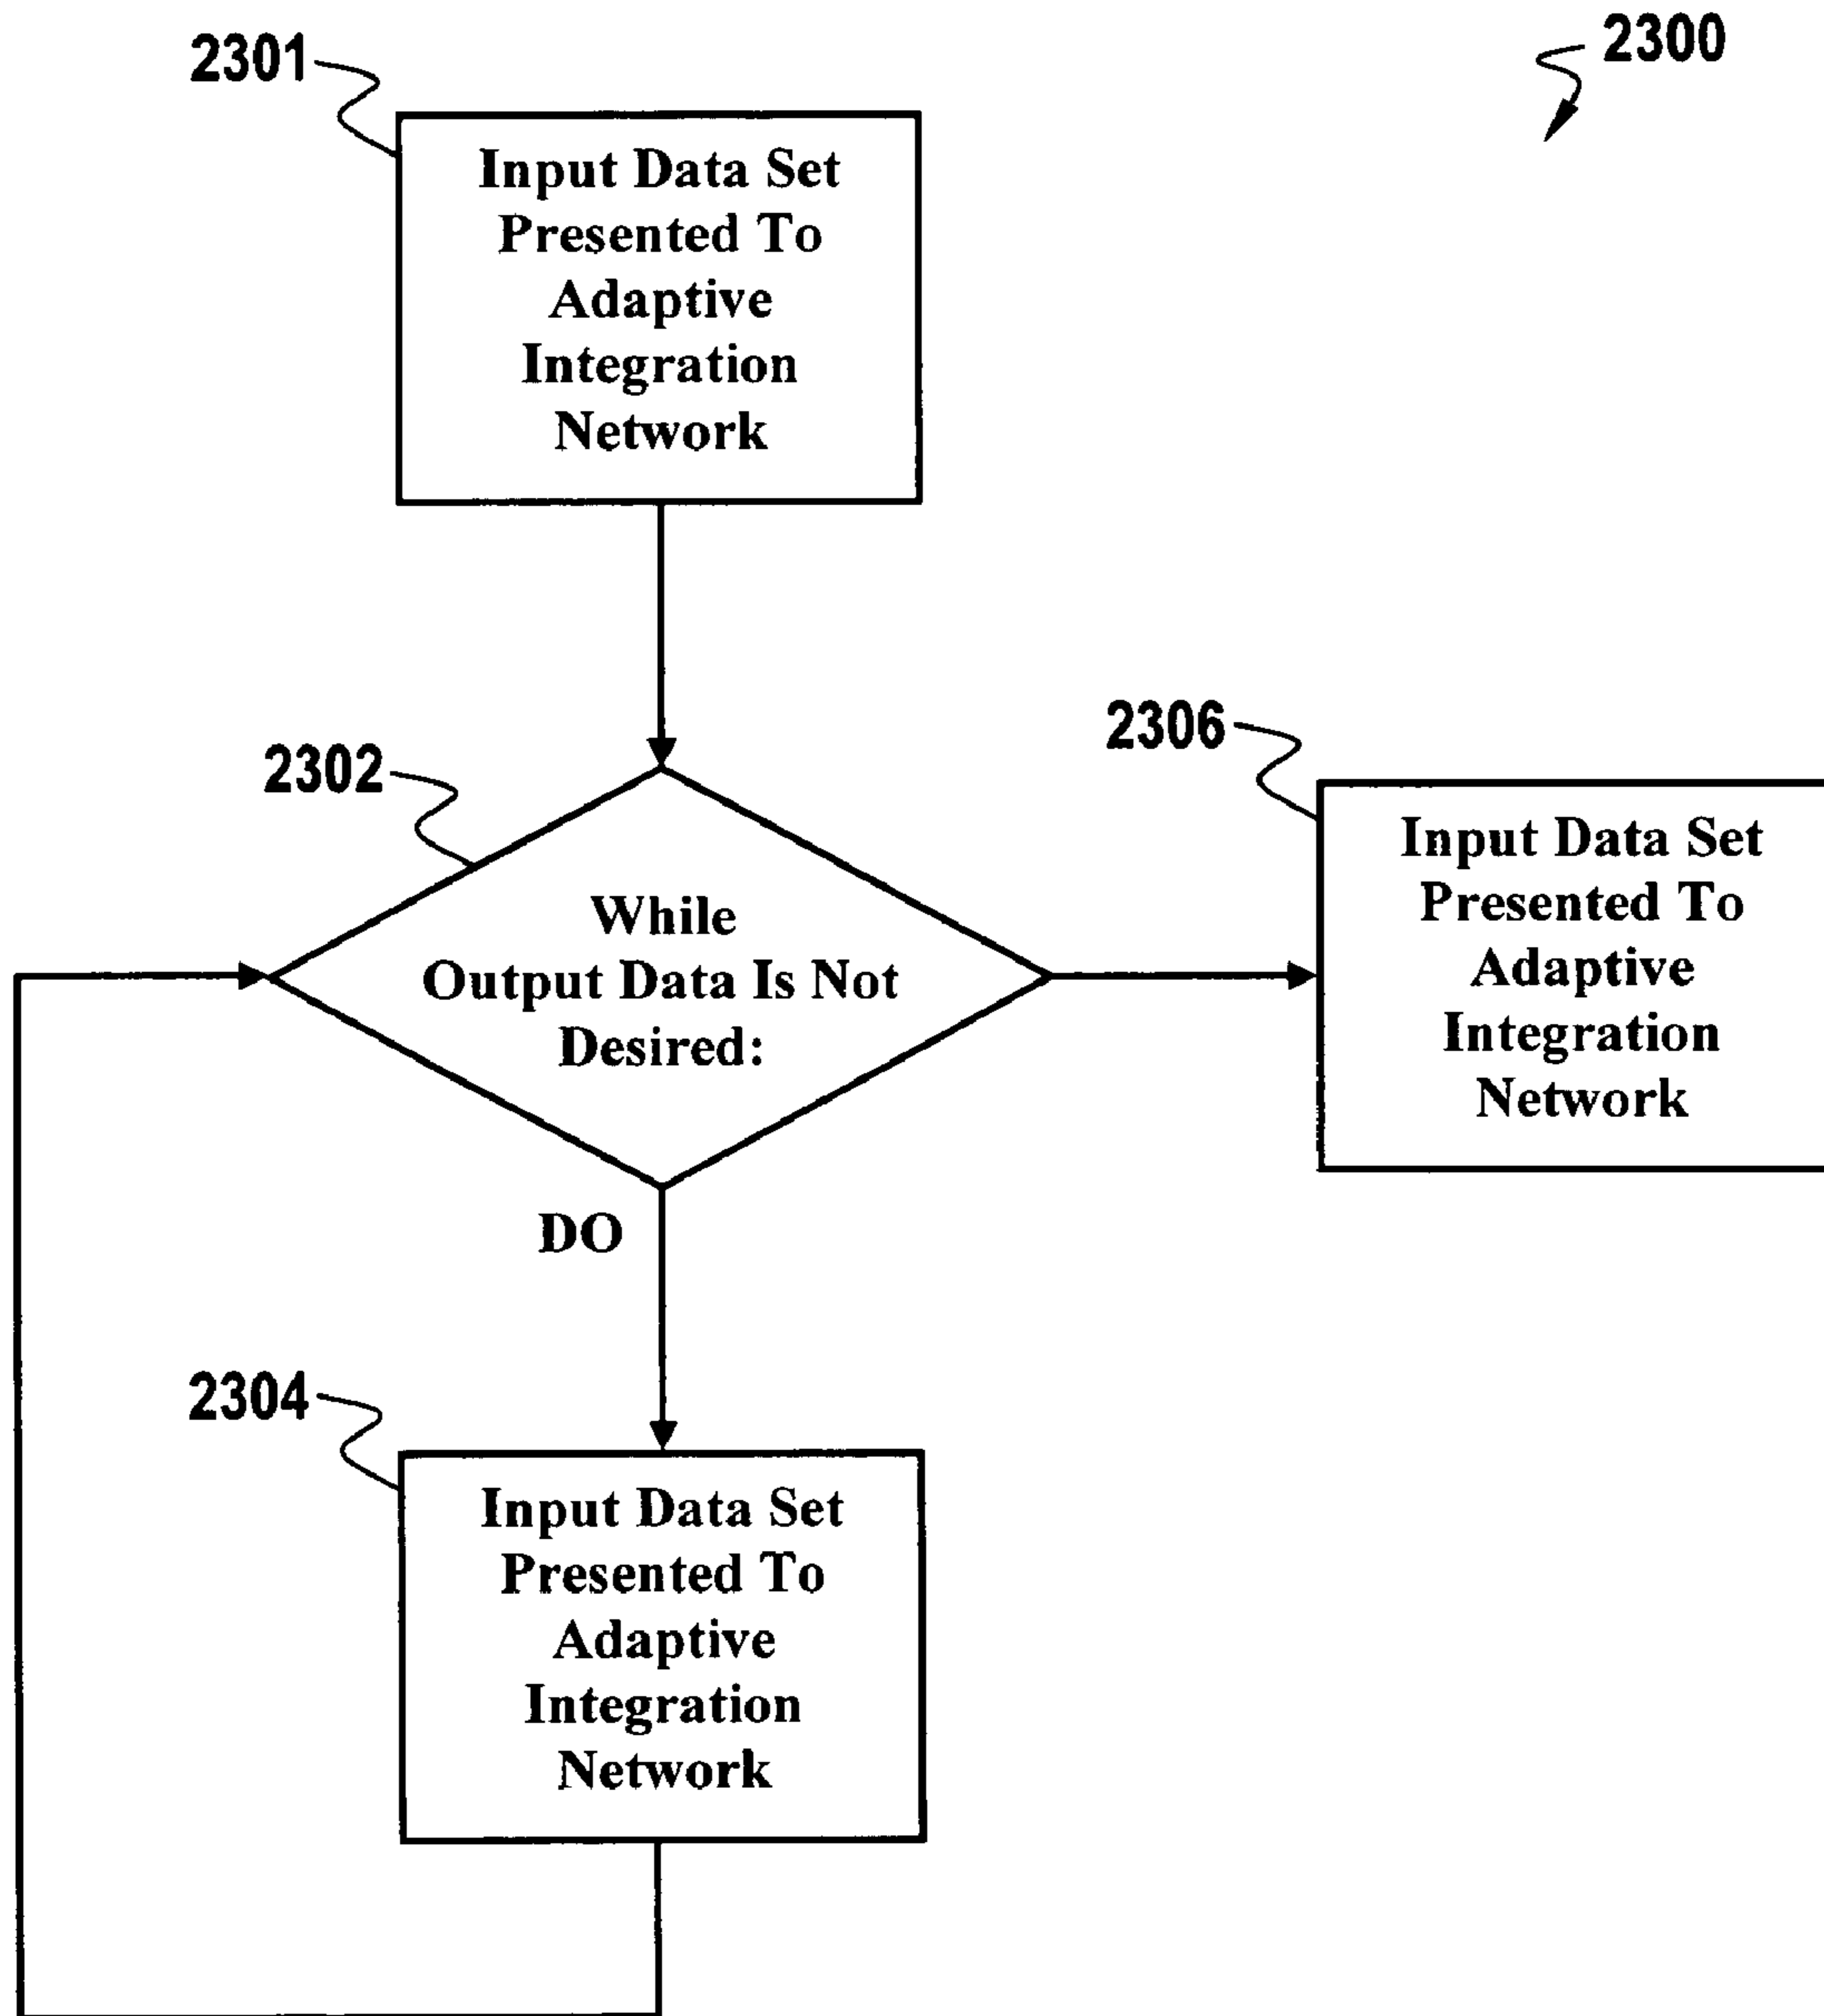 2300
2301
Input Data Set
Presented To
Adaptive
Integration
Network
2302
While
Output Data Is Not
Desired:
2306
Input Data Set
Presented To
Adaptive
Integration
Network
DO
2304
Input Data Set
Presented To
Adaptive
Integration
Network